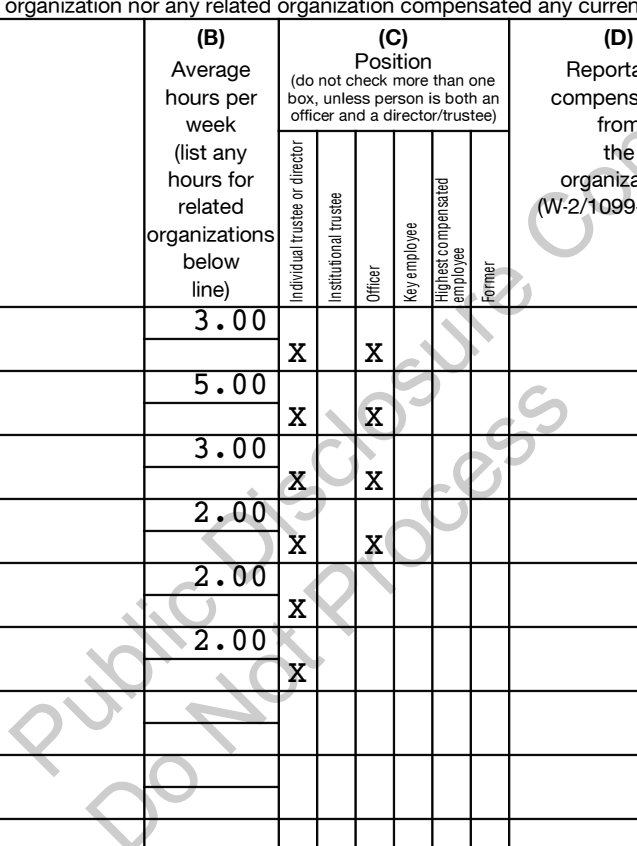 organization nor any related organization compensated any curren
(B)
Average
hours per
week
(list any
hours for
related
organizations
below
line)
(C)
Position
(do not check more than one
box, unless person is both an
officer and a director/trustee)
Individual trustee or director
Institutional trustee
Officer
Key employee
Highest compensated
employee
Former
(D)
Reporta
compens
from
the
organiza
(W-2/1099-
3.00
X X
5.00
X X
3.00
X X
2.00
X X
2.00
X
2.00
X
Public Disclosure Cop
Do Not Process